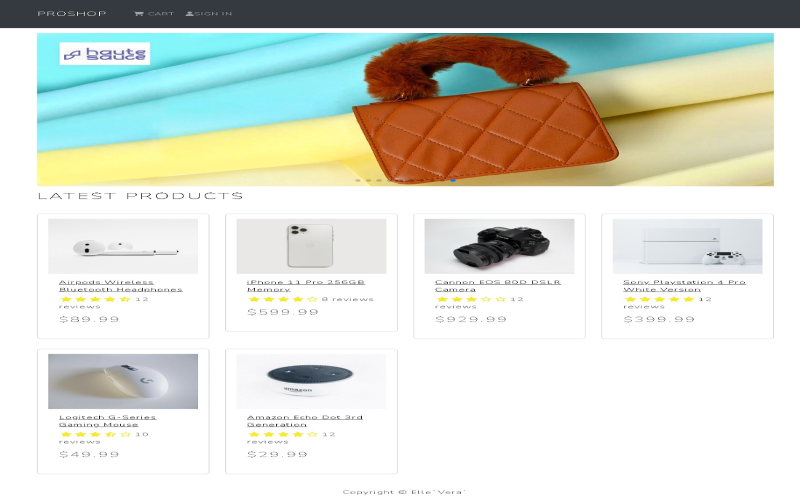 PROSHOP CART SIGN IN
haute
sauce
LATEST PRODUCTS
Airpods Wireless
Bluetooth Headphones
12
reviews
$89.99
iPhone 11 Pro 256GB
Memory
8 reviews
$599.99
Cannon EOS 80D DSLR
Camera
12
reviews
$929.99
Sony Playstation 4 Pro
White Version
12
reviews
$399.99
Logitech G-Series
Gaming Mouse
10
reviews
$49.99
amazon
Amazon Echo Dot 3rd
Generation
12
reviews
$29.99
Copyright © Elle`Vera`